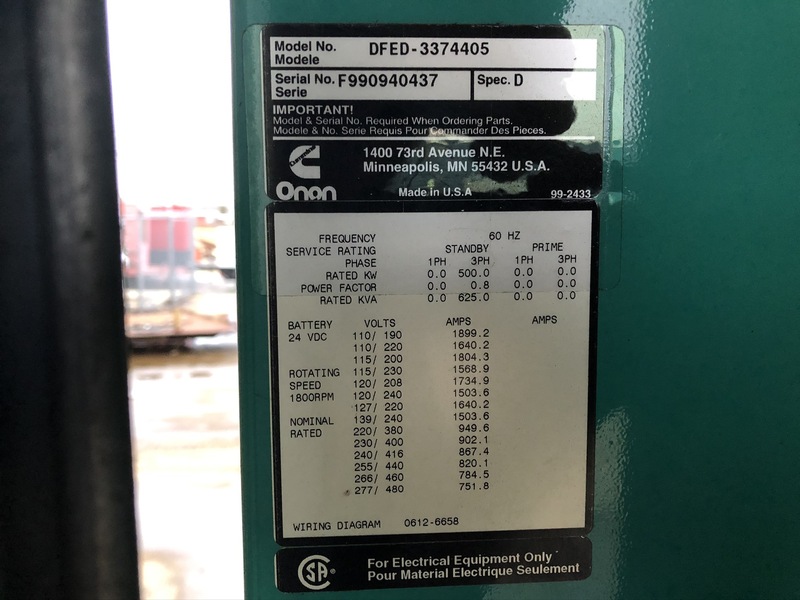 Model No. DFED-3374405
Modele
Serial No. F990940437 Spec. D
Serie
IMPORTANT!
Model & Serial No. Required When Ordering Parts.
Modele & No. Serie Requis Pour Commander Des Pieces.
1400 73rd Avenue N.E.
Minneapolis, MN 55432 U.S.A.
Onan Made in U.S.A 99-2433
FREQUENCY 60 HZ
SERVICE RATING STANDBY PRIME
PHASE 1PH 3PH 1PH 3PH
RATED KW 0.0 500.0 0.0 0.0
POWER FACTOR 0.0 0.8 0.0 0.0
RATED KVA 0.0 625.0 0.0 0.0
BATTERY VOLTS AMPS AMPS
24 VDC 110/ 190 1899.2
110/ 220 1640.2
115/ 200 1804.3
ROTATING 115/ 230 1568.9
SPEED 120/ 208 1734.9
1800RPM 120/ 240 1503.6
127/ 220 1640.2
NOMINAL 139/ 240 1503.6
RATED 220/ 380 949.6
230/ 400 902.1
240/ 416 867.4
255/ 440 820.1
266/ 460 784.5
277/ 480 751.8
WIRING DIAGRAM 0612-6658
SA For Electrical Equipment Only
Pour Material Electrique Seulement